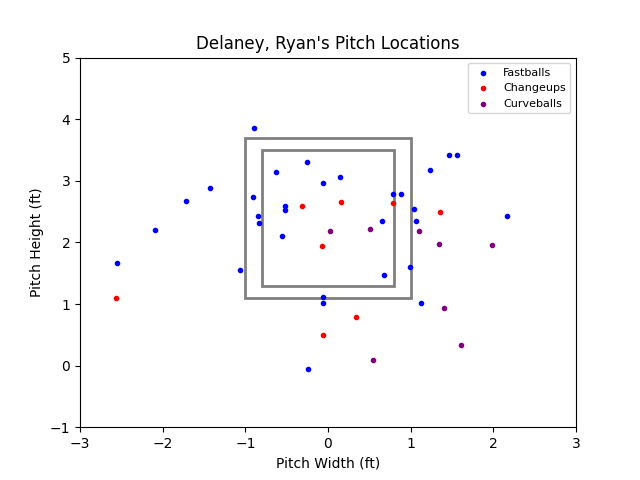 Delaney, Ryan's Pitch Locations
Fastballs
Changeups
Curveballs
Pitch Height (ft)
5
4
3
2
1
0
−1
−3
−2
−1
0
1
2
3
Pitch Width (ft)